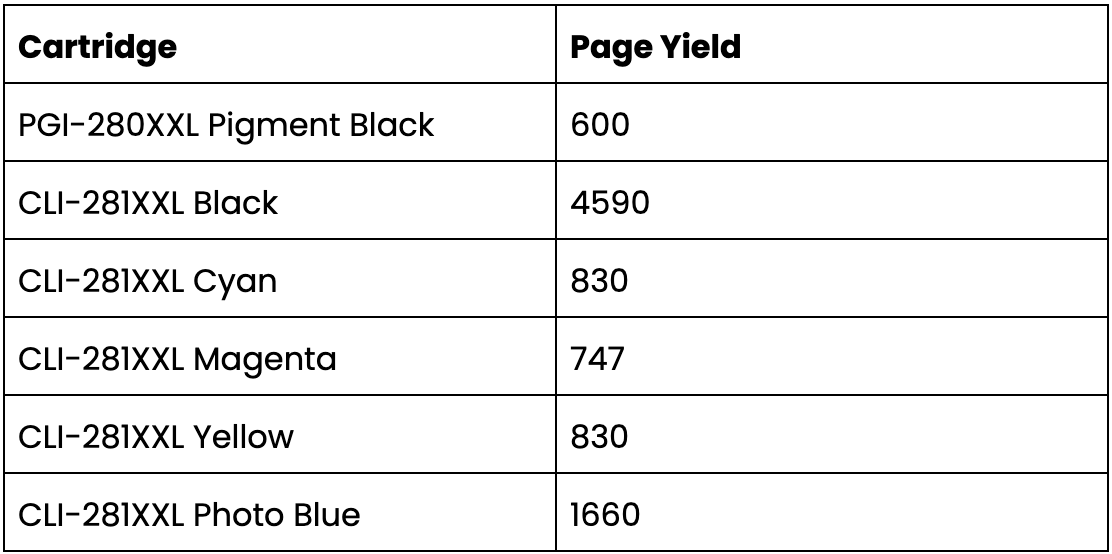 Cartridge Page Yield
PGI-280XXL Pigment Black 600
CLI-281XXL Black 4590
CLI-281XXL Cyan 830
CLI-281XXL Magenta 747
CLI-281XXL Yellow 830
CLI-281XXL Photo Blue 1660